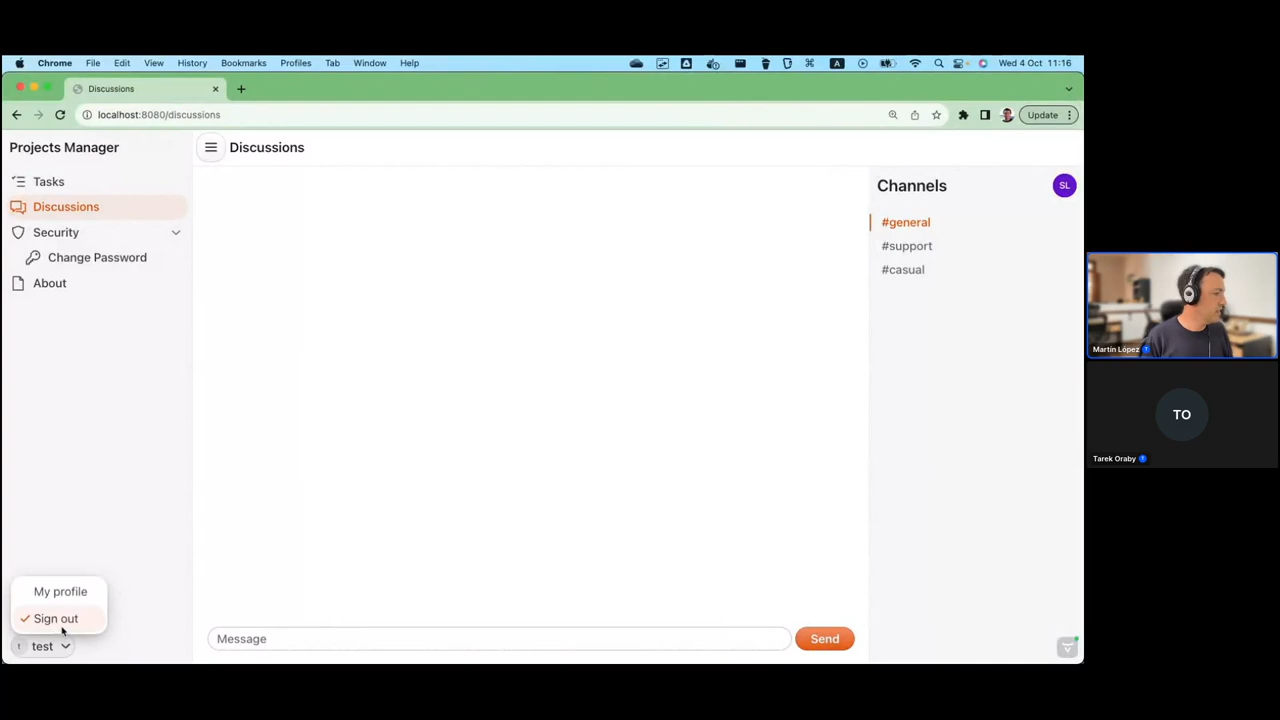 Chrome File Edit View History Bookmarks Profiles Tab Window Help A Wed 4 Oct 11:16
Discussions
localhost:8080/discussions Update
Projects Manager
Tasks
Discussions
Security
Change Password
About
My profile
Sign out
t test
Discussions
Message Send
Channels SL
#general
#support
#casual
Martín López
TO
Tarek Oraby